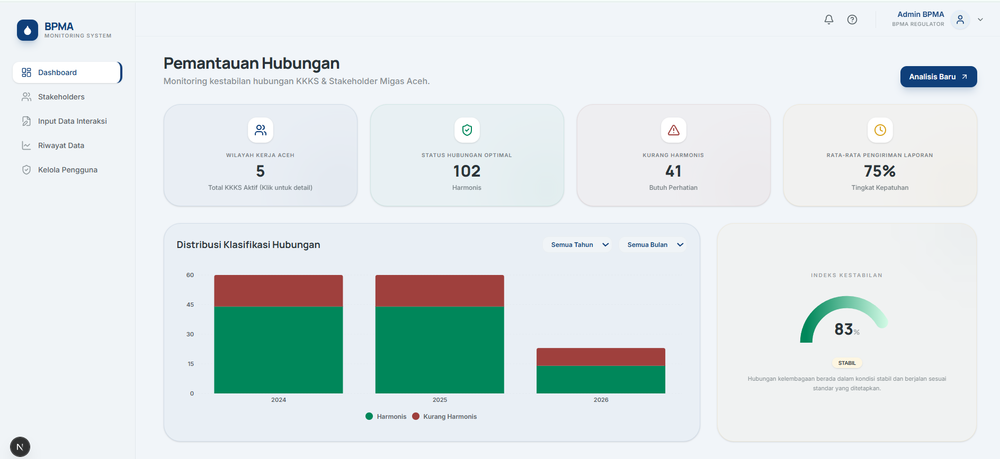 BPMA
MONITORING SYSTEM
Admin BPMA
BPMA REGULATOR
Dashboard
Stakeholders
Input Data Interaksi
Riwayat Data
Kelola Pengguna
Pemantauan Hubungan
Monitoring kestabilan hubungan KKKS & Stakeholder Migas Aceh.
Analisis Baru
WILAYAH KERJA ACEH
5
Total KKKS Aktif (Klik untuk detail)
STATUS HUBUNGAN OPTIMAL
102
Harmonis
KURANG HARMONIS
41
Butuh Perhatian
RATA-RATA PENGIRIMAN LAPORAN
75%
Tingkat Kepatuhan
Distribusi Klasifikasi Hubungan
Semua Tahun
Semua Bulan
60
45
30
15
0
2024
2025
2026
Harmonis
Kurang Harmonis
INDEKS KESTABILAN
83%
STABIL
Hubungan kelembagaan berada dalam kondisi stabil dan berjalan sesuai
standar yang ditetapkan.
N